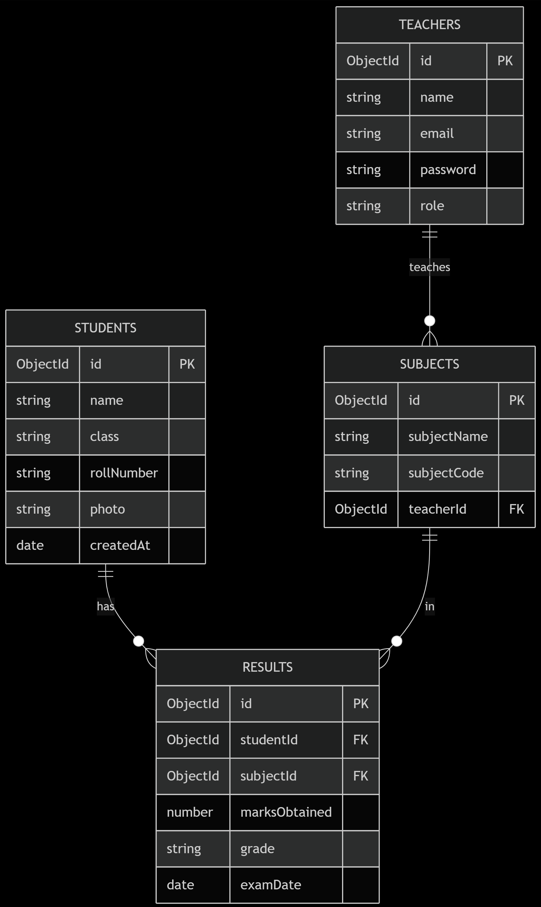 TEACHERS
ObjectId id PK
string name
string email
string password
string role
teaches
STUDENTS
ObjectId id PK
string name
string class
string rollNumber
string photo
date createdAt
SUBJECTS
ObjectId id PK
string subjectName
string subjectCode
ObjectId teacherId FK
has
in
RESULTS
ObjectId id PK
ObjectId studentId FK
ObjectId subjectId FK
number marksObtained
string grade
date examDate